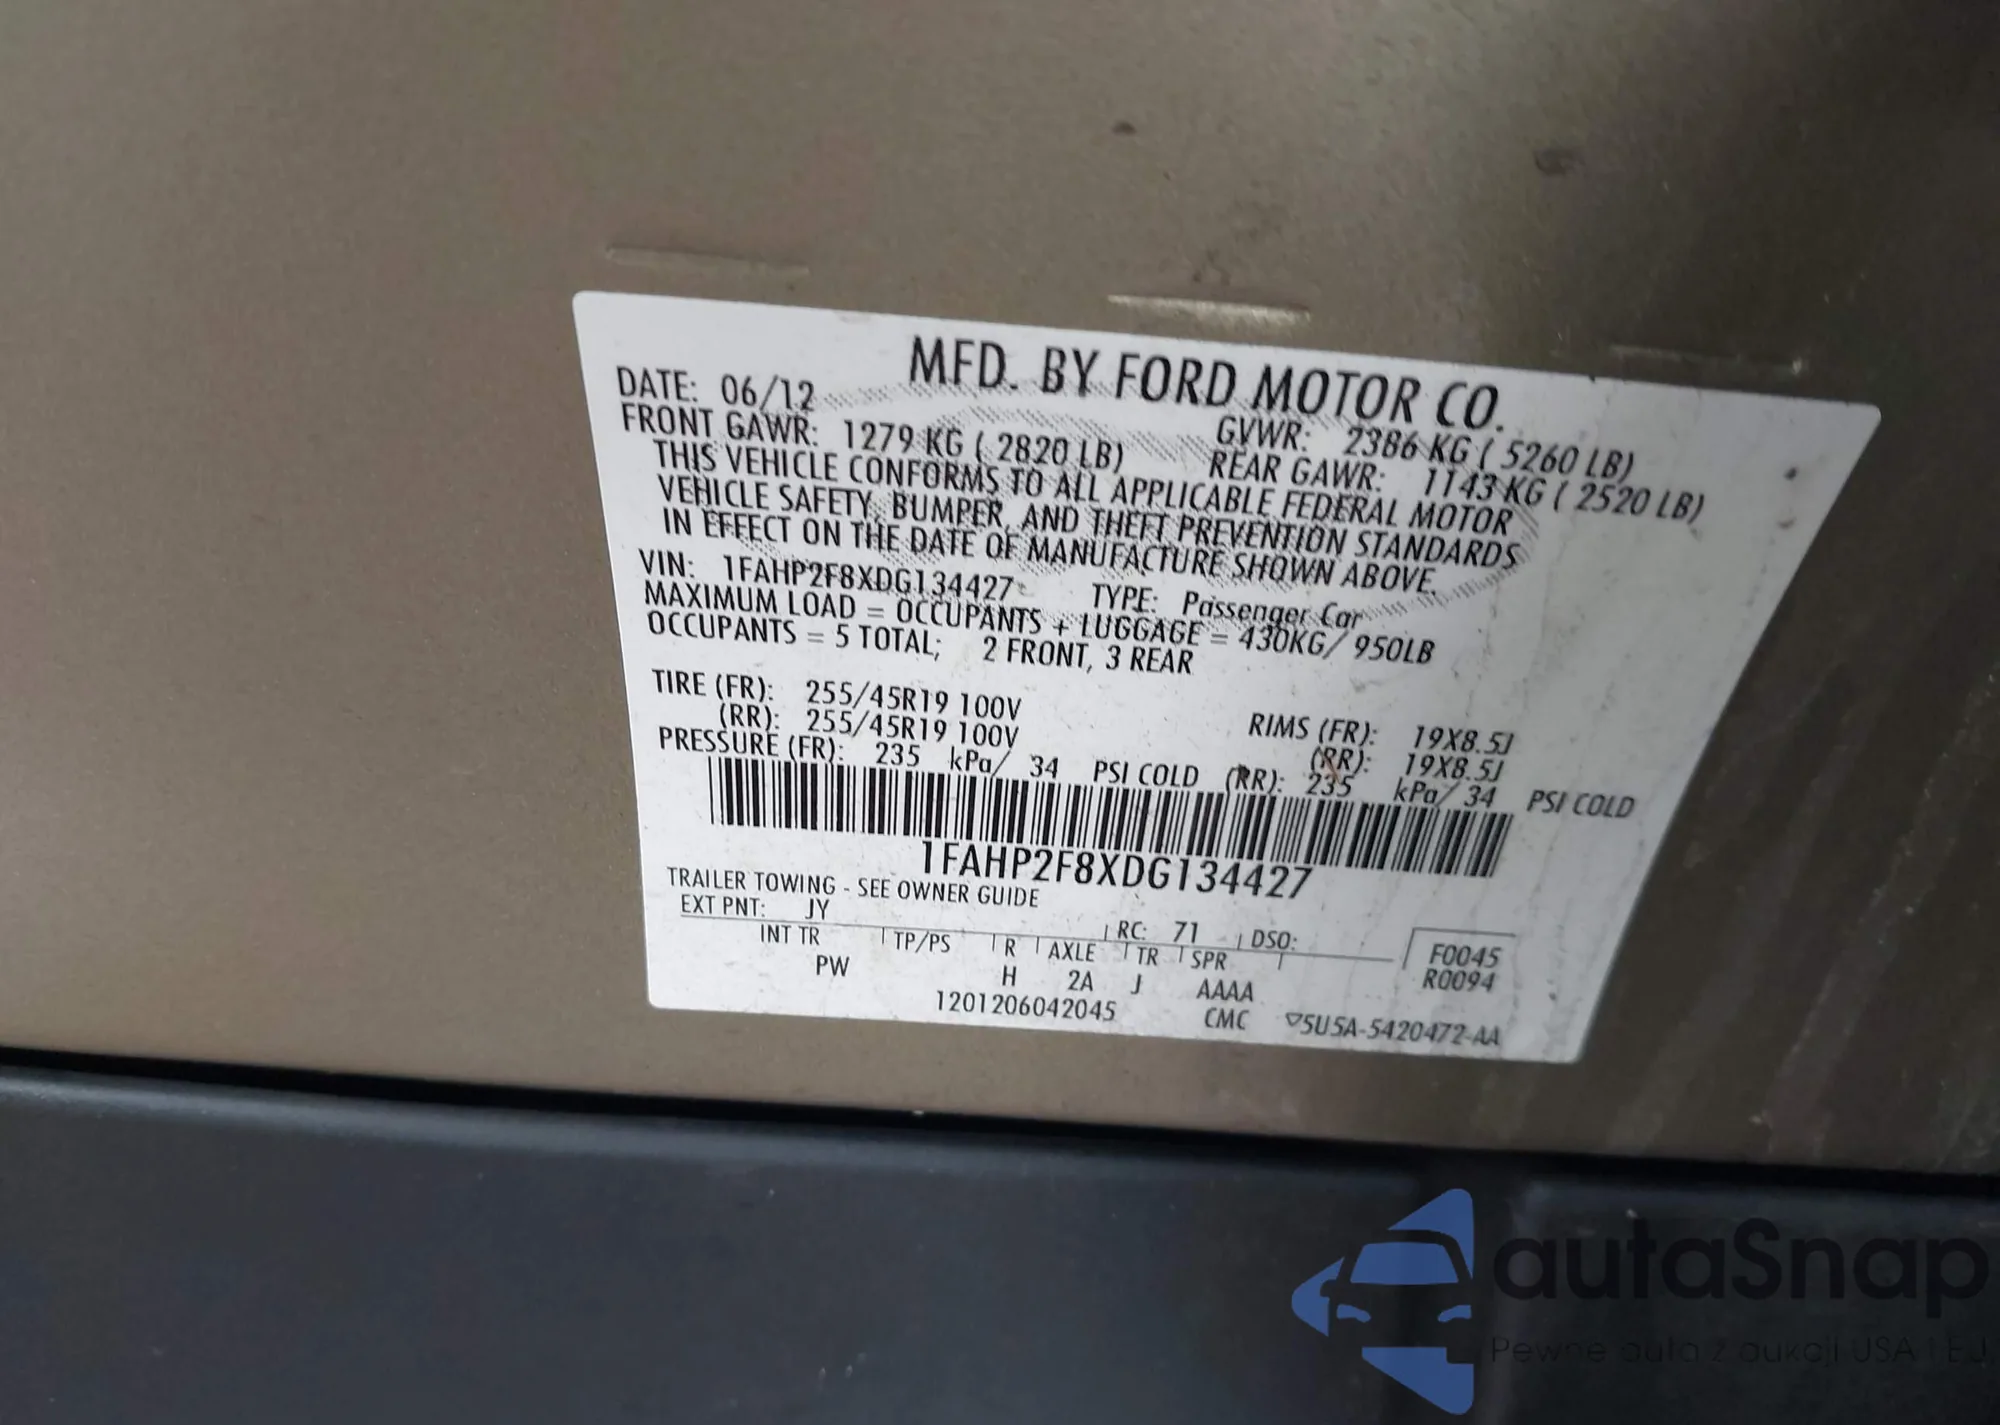 MFD. BY FORD MOTOR CO.
DATE: 06/12 GVWR: 2386 KG ( 5260 LB)
FRONT GAWR: 1279 KG ( 2820 LB) REAR GAWR: 1143 KG ( 2520 LB)
THIS VEHICLE CONFORMS TO ALL APPLICABLE FEDERAL MOTOR
VEHICLE SAFETY, BUMPER, AND THEFT PREVENTION STANDARDS
IN EFFECT ON THE DATE OF MANUFACTURE SHOWN ABOVE.
VIN: 1FAHP2F8XDG134427 TYPE: Passenger Car
MAXIMUM LOAD = OCCUPANTS + LUGGAGE = 430KG/ 950LB
OCCUPANTS = 5 TOTAL; 2 FRONT, 3 REAR
TIRE (FR): 255/45R19 100V RIMS (FR): 19X8.5J
(RR): 255/45R19 100V (RR): 19X8.5J
PRESSURE (FR): 235 kPa/ 34 PSI COLD (RR): 235 kPa/ 34 PSI COLD
1FAHP2F8XDG134427
TRAILER TOWING - SEE OWNER GUIDE
EXT PNT: JY RC: 71 DSO: F0045
INT TR TP/PS R AXLE TR SPR R0094
PW H 2A J AAAA
1201206042045 CMC ▽5U5A-5420472-AA
autaSnap
Pewne auta z aukcji USA i EU